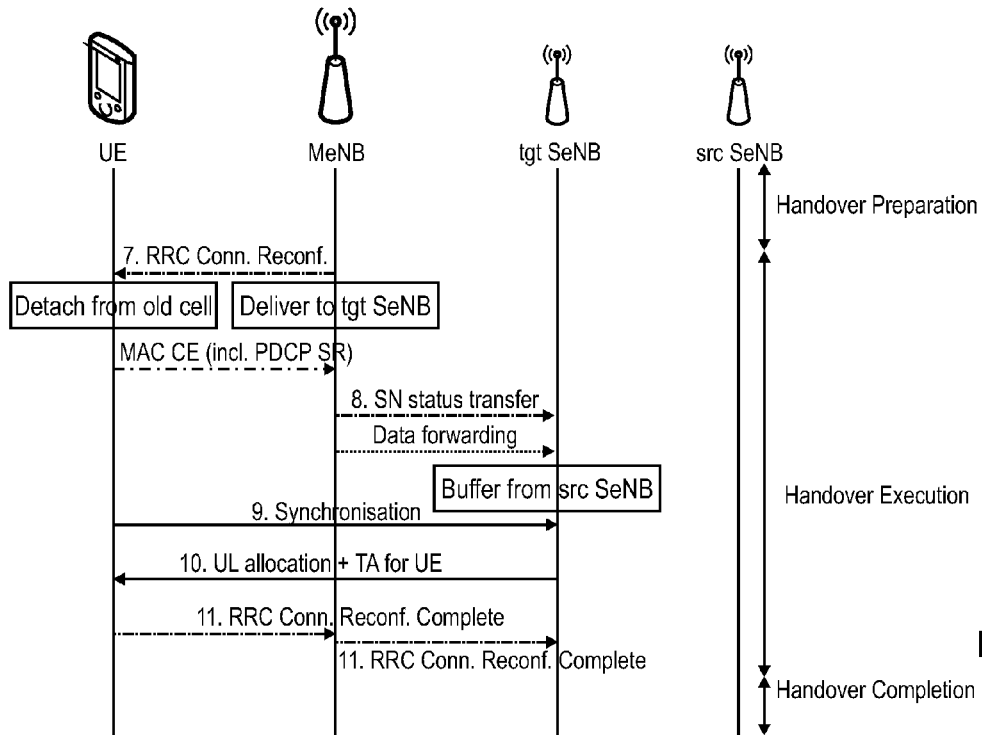 UE
MeNB
tgt SeNB
src SeNB
Handover Preparation
7. RRC Conn. Reconf.
Detach from old cell
Deliver to tgt SeNB
MAC CE (incl. PDCP SR)
8. SN status transfer
Data forwarding
Buffer from src SeNB
Handover Execution
9. Synchronisation
10. UL allocation + TA for UE
11. RRC Conn. Reconf. Complete
11. RRC Conn. Reconf. Complete
Handover Completion